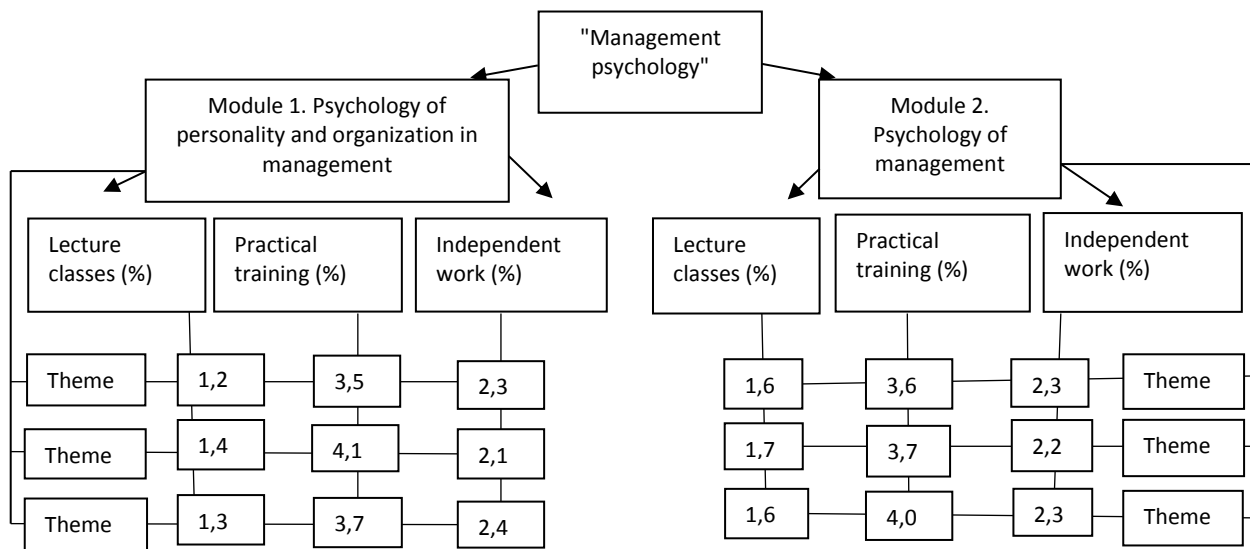 "Management
psychology"
Module 1. Psychology of
personality and organization in
management
Module 2.
Psychology of
management
Lecture
classes (%)
Practical
training (%)
Independent
work (%)
Lecture
classes (%)
Practical
training (%)
Independent
work (%)
Theme 1,2 3,5 2,3
Theme 1,4 4,1 2,1
Theme 1,3 3,7 2,4
1,6 3,6 2,3 Theme
1,7 3,7 2,2 Theme
1,6 4,0 2,3 Theme